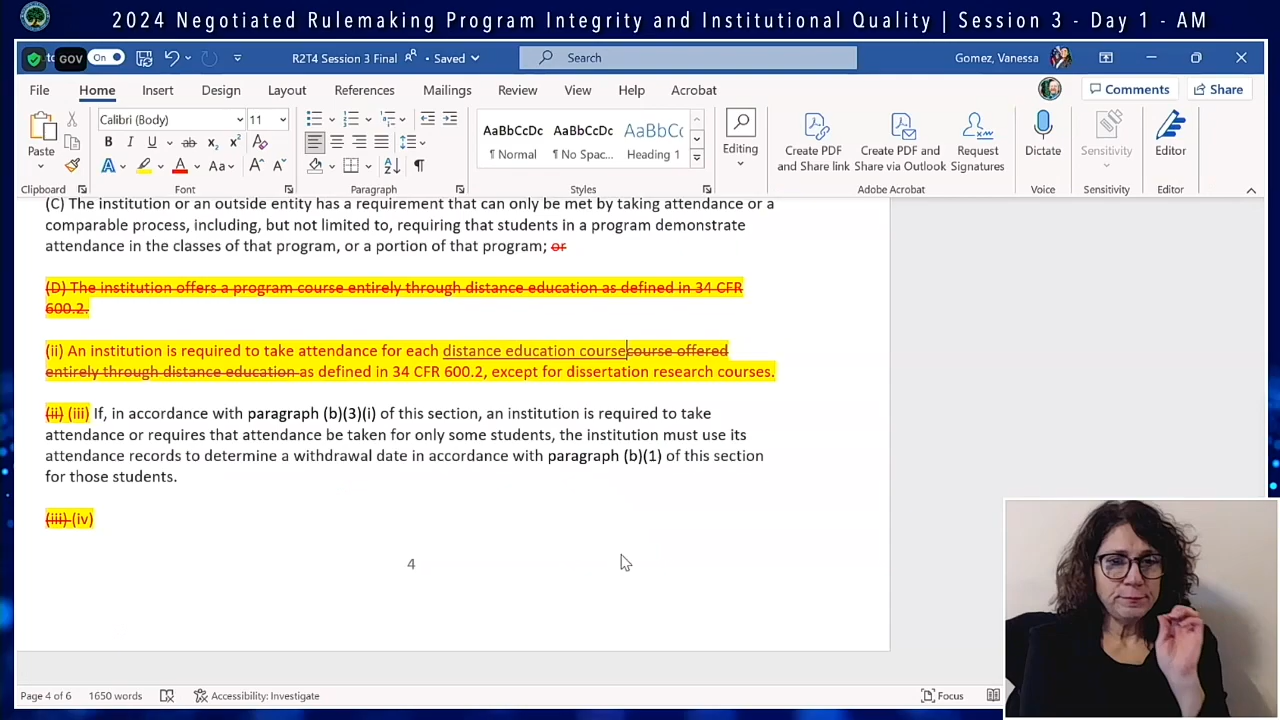 2024 Negotiated Rulemaking Program Integrity and Institutional Quality | Session 3 - Day 1 - AM
GOV On R2T4 Session 3 Final • Saved Search Gomez, Vanessa
File Home Insert Design Layout References Mailings Review View Help Acrobat Comments Share
Calibri (Body) 11
AaBbCcDc AaBbCcDc AaBbC
Paste B I U ab x₂ x² A Aa A A ¶ ¶ Normal ¶ No Spac... Heading 1 Editing Create PDF and Share link Create PDF and Share via Outlook Request Signatures Dictate Sensitivity Editor
Clipboard Font Paragraph Styles Adobe Acrobat Voice Sensitivity Editor
(C) The institution or an outside entity has a requirement that can only be met by taking attendance or a
comparable process, including, but not limited to, requiring that students in a program demonstrate
attendance in the classes of that program, or a portion of that program; or
(D) The institution offers a program course entirely through distance education as defined in 34 CFR
600.2.
(ii) An institution is required to take attendance for each distance education coursecourse offered
entirely through distance education as defined in 34 CFR 600.2, except for dissertation research courses.
(ii) (iii) If, in accordance with paragraph (b)(3)(i) of this section, an institution is required to take
attendance or requires that attendance be taken for only some students, the institution must use its
attendance records to determine a withdrawal date in accordance with paragraph (b)(1) of this section
for those students.
(iii) (iv)
4
Page 4 of 6 1650 words Accessibility: Investigate Focus